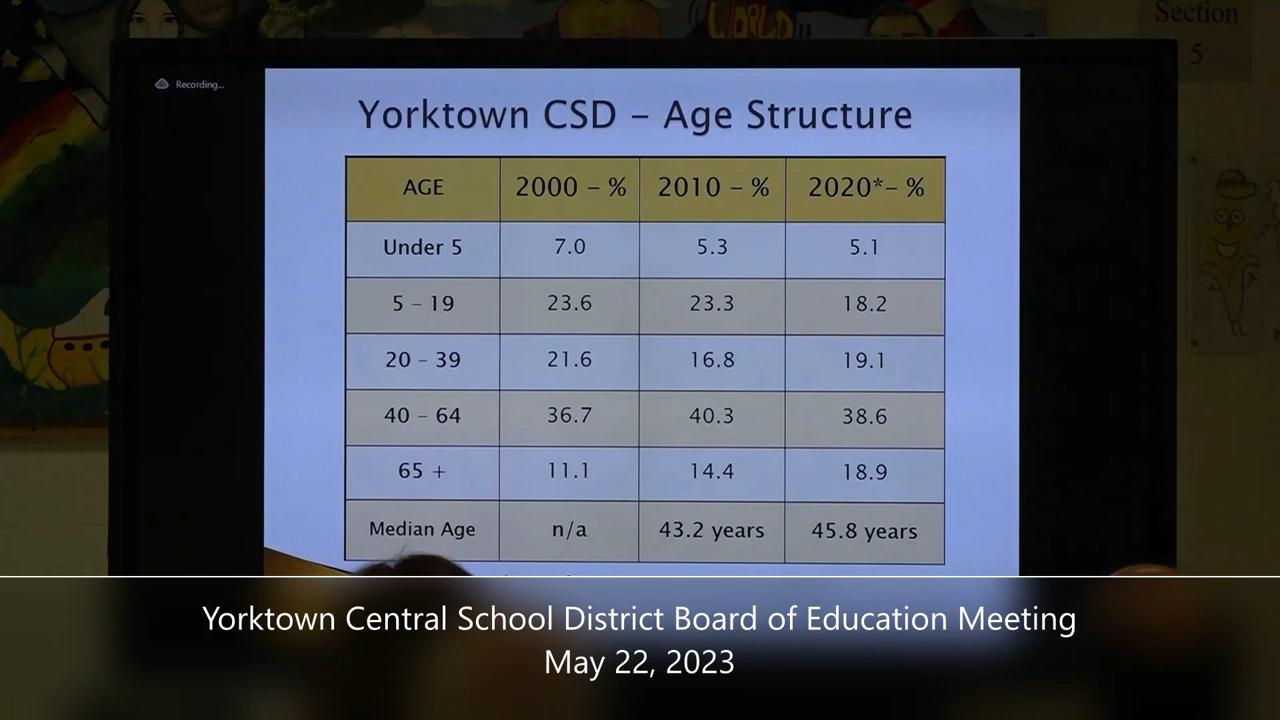 WORLD
Section
5
Recording...
Yorktown CSD – Age Structure
AGE 2000 – % 2010 – % 2020*– %
Under 5 7.0 5.3 5.1
5 – 19 23.6 23.3 18.2
20 – 39 21.6 16.8 19.1
40 – 64 36.7 40.3 38.6
65 + 11.1 14.4 18.9
Median Age n/a 43.2 years 45.8 years
Yorktown Central School District Board of Education Meeting
May 22, 2023